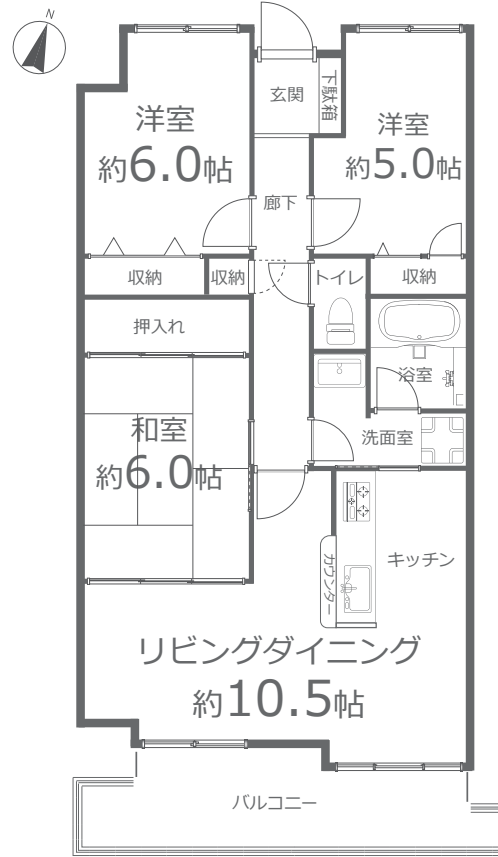 N
玄関
下駄箱
洋室
約6.0帖
洋室
約5.0帖
廊下
収納
収納
トイレ
収納
押入れ
浴室
和室
約6.0帖
洗面室
キッチン
カウンター
リビングダイニング
約10.5帖
バルコニー